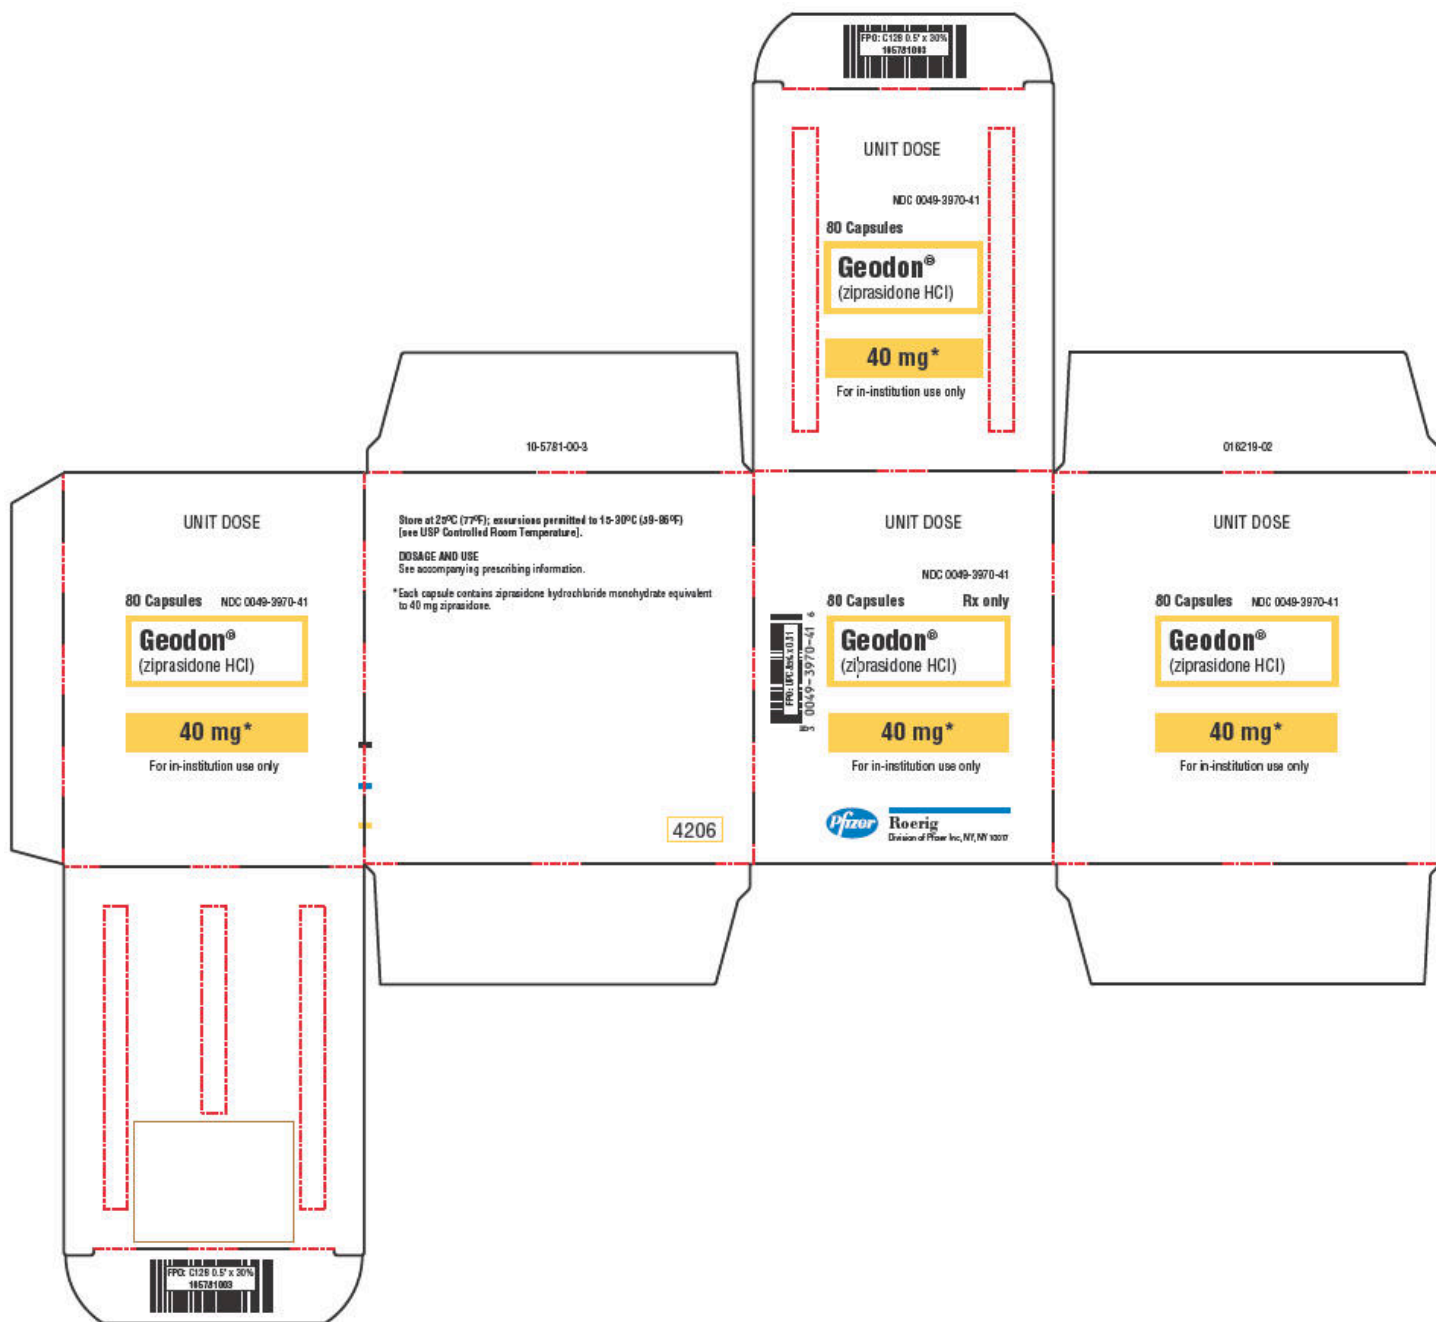 FPO: C128 0.5" x 30%
105781003
UNIT DOSE
NDC 0049-3970-41
80 Capsules
Geodon®
(ziprasidone HCl)
40 mg*
For in-institution use only
10-5781-00-3
016219-02
UNIT DOSE
80 Capsules NDC 0049-3970-41
Geodon®
(ziprasidone HCl)
40 mg*
For in-institution use only
Store at 25ºC (77ºF); excursions permitted to 15-30ºC (59-86ºF)
[see USP Controlled Room Temperature].
DOSAGE AND USE
See accompanying prescribing information.
*Each capsule contains ziprasidone hydrochloride monohydrate equivalent
to 40 mg ziprasidone.
4206
UNIT DOSE
NDC 0049-3970-41
80 Capsules Rx only
Geodon®
(ziprasidone HCl)
40 mg*
For in-institution use only
3 0049-3970-41 6
Pfizer
Roerig
Division of Pfizer Inc, NY, NY 10017
UNIT DOSE
80 Capsules NDC 0049-3970-41
Geodon®
(ziprasidone HCl)
40 mg*
For in-institution use only
FPO: C128 0.5" x 30%
105781003